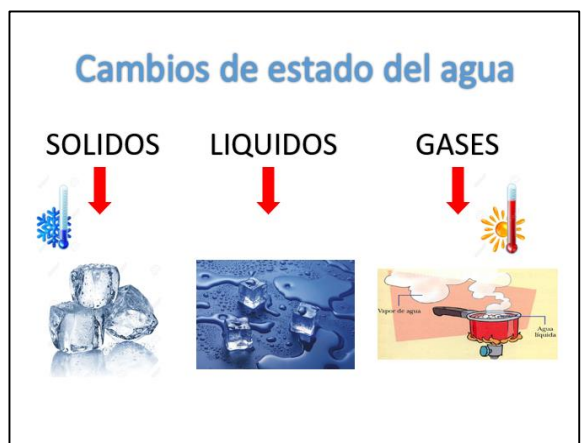 Cambios de estado del agua
SOLIDOS
LIQUIDOS
GASES
Vapor de agua
Agua
líquida